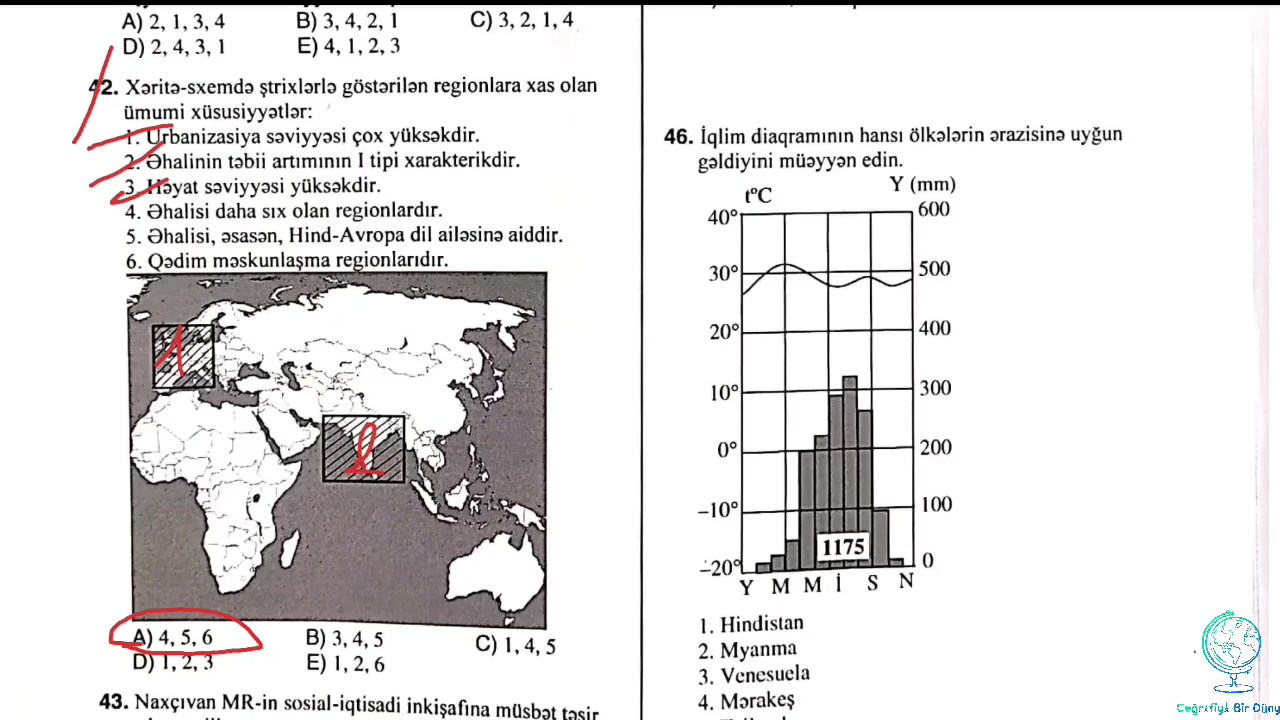 A) 2, 1, 3, 4 B) 3, 4, 2, 1 C) 3, 2, 1, 4
D) 2, 4, 3, 1 E) 4, 1, 2, 3
42. Xəritə-sxemdə ştrixlərlə göstərilən regionlara xas olan
ümumi xüsusiyyətlər:
1. Urbanizasiya səviyyəsi çox yüksəkdir.
2. Əhalinin təbii artımının I tipi xarakterikdir.
3. Həyat səviyyəsi yüksəkdir.
4. Əhalisi daha sıx olan regionlardır.
5. Əhalisi, əsasən, Hind-Avropa dil ailəsinə aiddir.
6. Qədim məskunlaşma regionlarıdır.
1
2
A) 4, 5, 6 B) 3, 4, 5 C) 1, 4, 5
D) 1, 2, 3 E) 1, 2, 6
43. Naxçıvan MR-in sosial-iqtisadi inkişafına müsbət təsir
46. İqlim diaqramının hansı ölkələrin ərazisinə uyğun
gəldiyini müəyyən edin.
t°C Y (mm)
40° 600
30° 500
20° 400
10° 300
0° 200
–10° 100
–20° 0
1175
Y M M İ S N
1. Hindistan
2. Myanma
3. Venesuela
4. Mərakeş
Coğrafiya Bir Düny